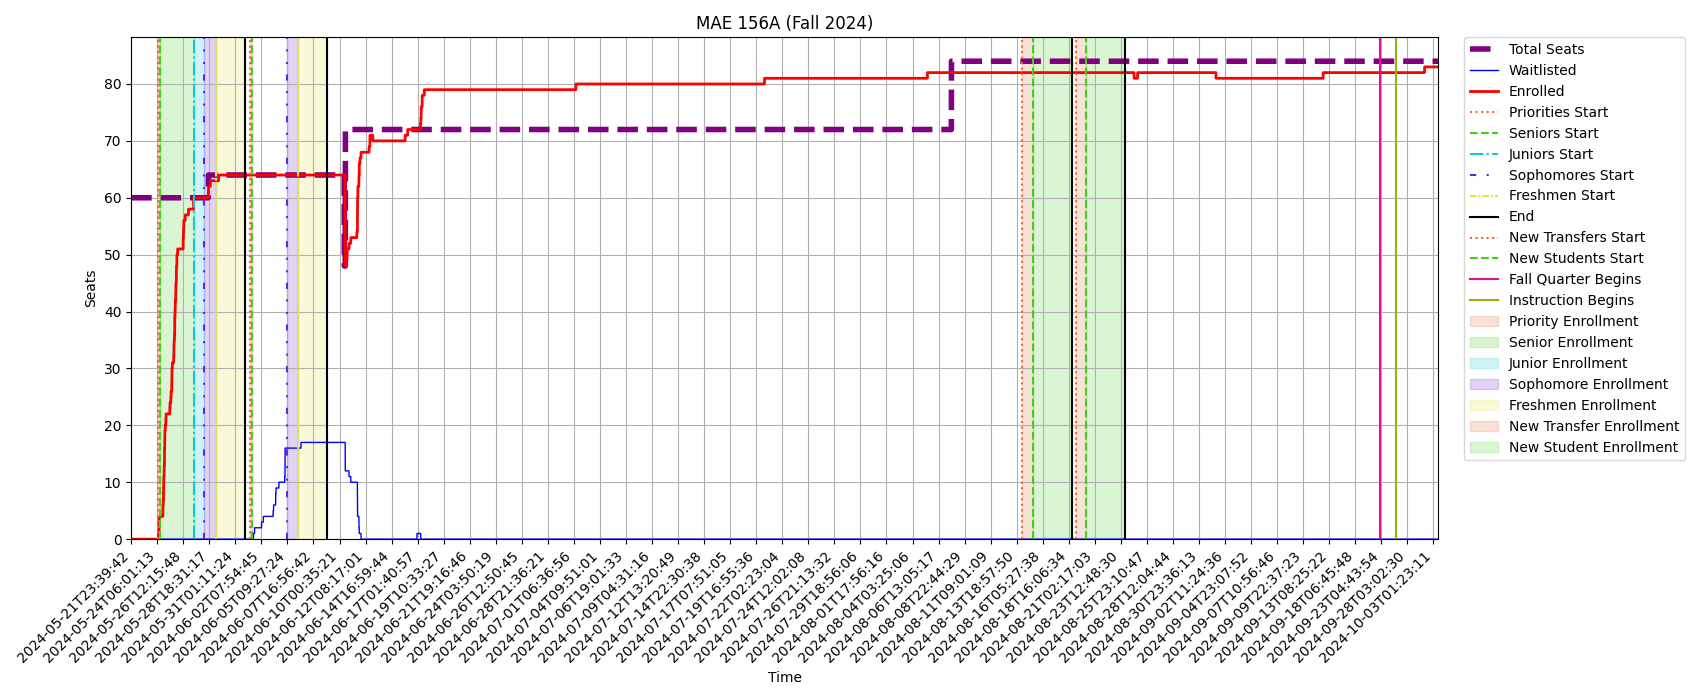 MAE 156A (Fall 2024)
Seats
80
70
60
50
40
30
20
10
0
2024-05-21T23:39:42
2024-05-24T06:01:13
2024-05-26T12:15:48
2024-05-28T18:31:17
2024-05-31T01:11:24
2024-06-02T07:54:45
2024-06-05T09:27:24
2024-06-07T16:56:42
2024-06-10T00:35:21
2024-06-12T08:17:01
2024-06-14T16:59:44
2024-06-17T01:40:57
2024-06-19T10:33:27
2024-06-21T19:16:46
2024-06-24T03:50:19
2024-06-26T12:50:45
2024-06-28T21:36:21
2024-07-01T06:36:56
2024-07-04T09:51:01
2024-07-06T19:01:33
2024-07-09T04:31:16
2024-07-12T13:20:49
2024-07-14T22:30:38
2024-07-17T07:51:05
2024-07-19T16:55:36
2024-07-22T02:23:04
2024-07-24T12:02:08
2024-07-26T21:13:32
2024-07-29T18:56:06
2024-08-01T17:56:16
2024-08-04T03:25:06
2024-08-06T13:05:17
2024-08-08T22:44:29
2024-08-11T09:01:09
2024-08-13T18:57:50
2024-08-16T05:27:38
2024-08-18T16:06:34
2024-08-21T02:17:03
2024-08-23T12:48:30
2024-08-25T23:10:47
2024-08-28T12:04:44
2024-08-30T23:36:13
2024-09-02T11:24:36
2024-09-04T23:07:52
2024-09-07T10:56:46
2024-09-09T22:37:23
2024-09-13T08:25:22
2024-09-18T06:45:48
2024-09-23T04:43:54
2024-09-28T03:02:30
2024-10-03T01:23:11
Time
Total Seats
Waitlisted
Enrolled
Priorities Start
Seniors Start
Juniors Start
Sophomores Start
Freshmen Start
End
New Transfers Start
New Students Start
Fall Quarter Begins
Instruction Begins
Priority Enrollment
Senior Enrollment
Junior Enrollment
Sophomore Enrollment
Freshmen Enrollment
New Transfer Enrollment
New Student Enrollment